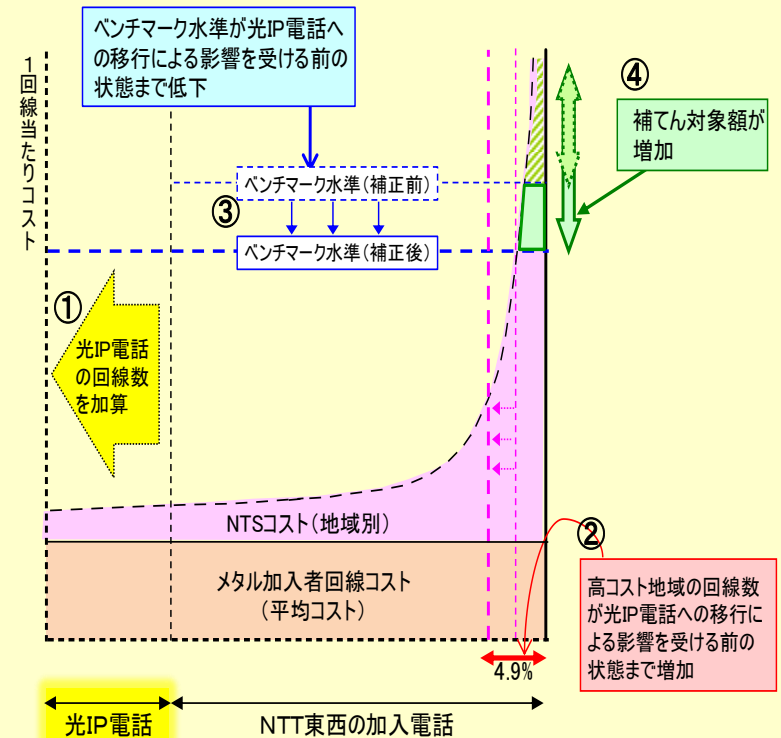 ベンチマーク水準が光IP電話へ
の移行による影響を受ける前の
状態まで低下
1回線当たりコスト
④
補てん対象額が
増加
ベンチマーク水準(補正前)
③
ベンチマーク水準(補正後)
①
光IP電話
の回線数
を加算
NTSコスト(地域別)
②
メタル加入者回線コスト
(平均コスト)
高コスト地域の回線数
が光IP電話への移行に
よる影響を受ける前の
状態まで増加
4.9%
光IP電話
NTT東西の加入電話